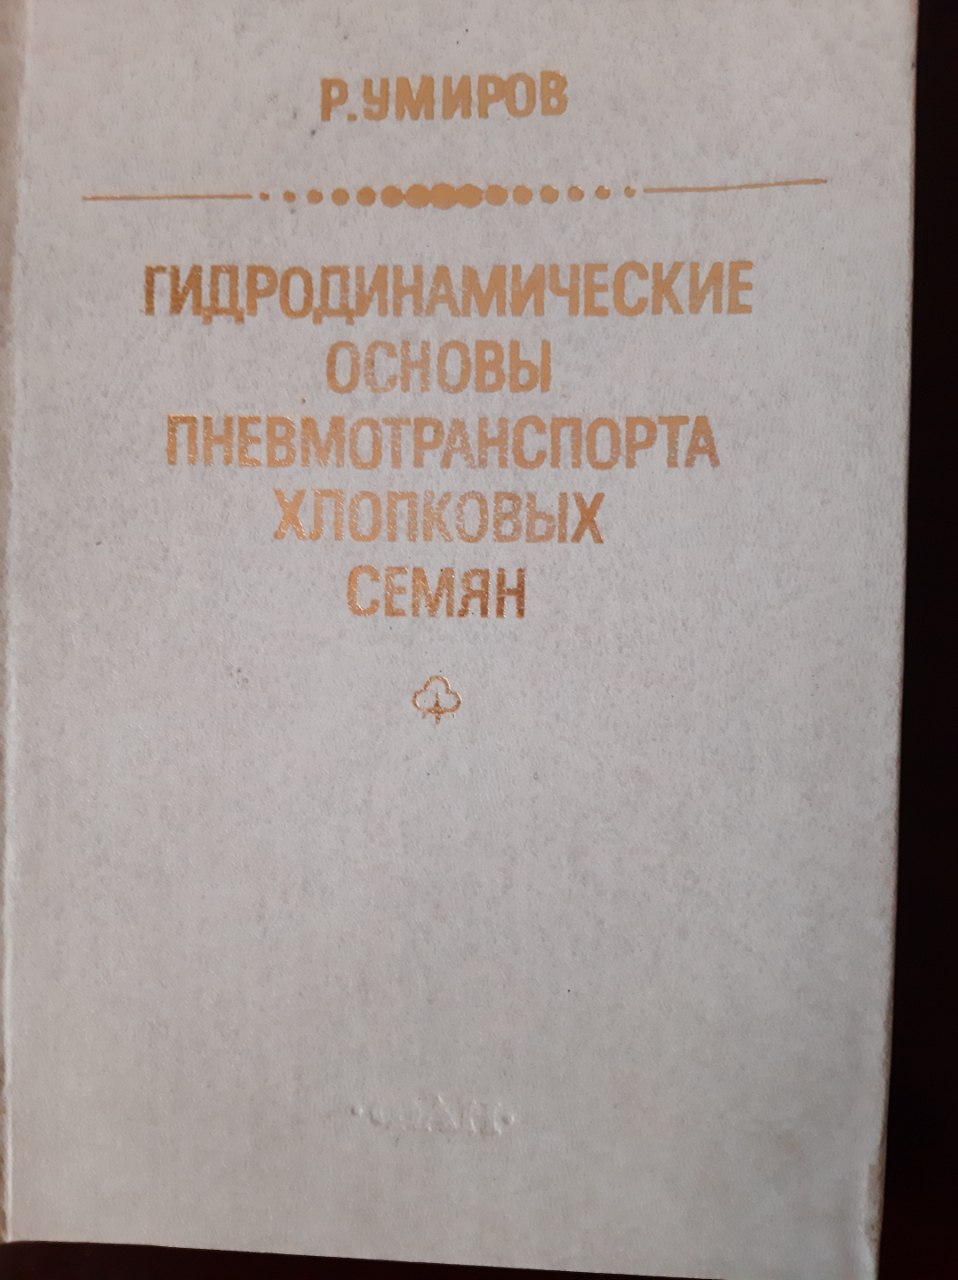 Р.УМИРОВ
ГИДРОДИНАМИЧЕСКИЕ
ОСНОВЫ
ПНЕВМОТРАНСПОРТА
ХЛОПКОВЫХ
СЕМЯН